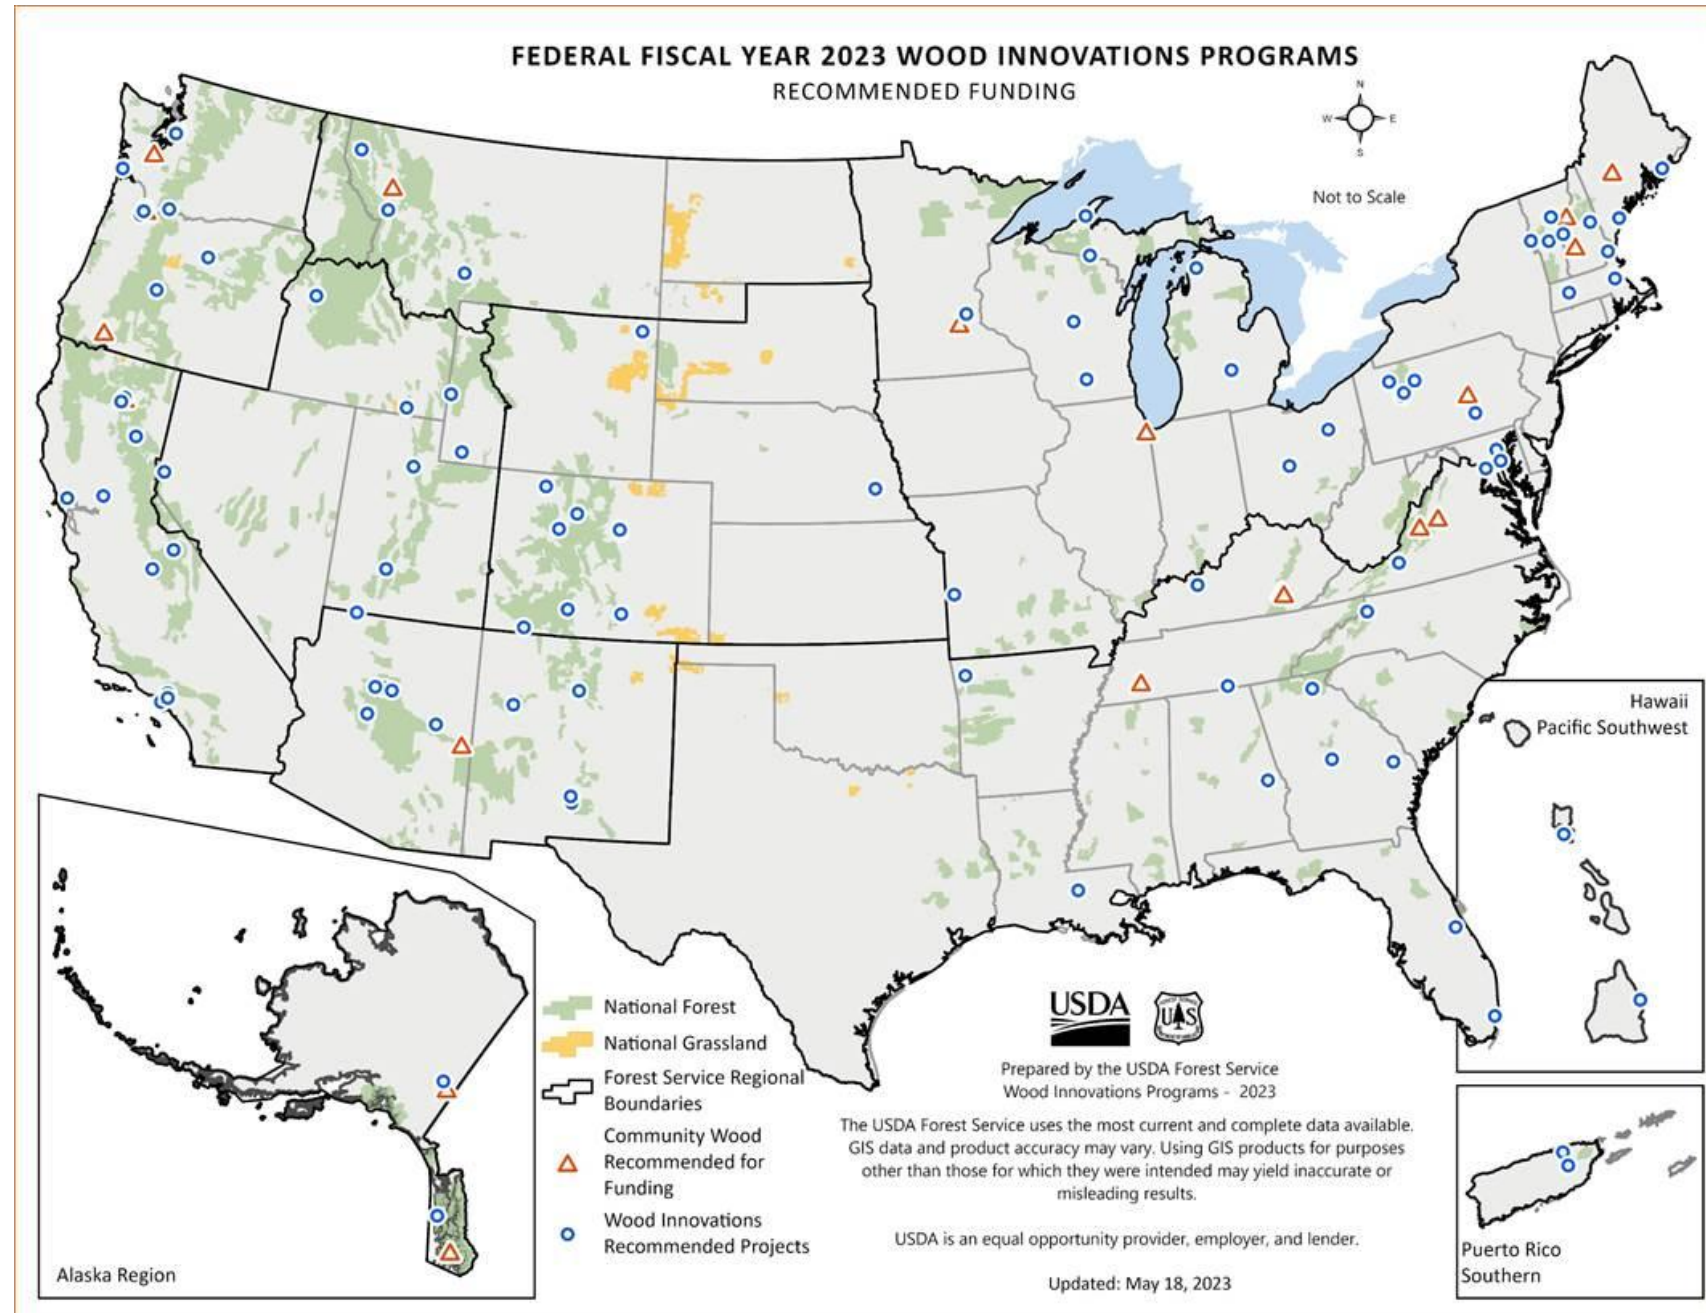 FEDERAL FISCAL YEAR 2023 WOOD INNOVATIONS PROGRAMS
RECOMMENDED FUNDING
N
W
E
S
Not to Scale
Hawaii
Pacific Southwest
National Forest
National Grassland
Forest Service Regional
Boundaries
Community Wood
Recommended for
Funding
Wood Innovations
Recommended Projects
Alaska Region
USDA
U S
Prepared by the USDA Forest Service
Wood Innovations Programs - 2023
The USDA Forest Service uses the most current and complete data available.
GIS data and product accuracy may vary. Using GIS products for purposes
other than those for which they were intended may yield inaccurate or
misleading results.
USDA is an equal opportunity provider, employer, and lender.
Updated: May 18, 2023
Puerto Rico
Southern